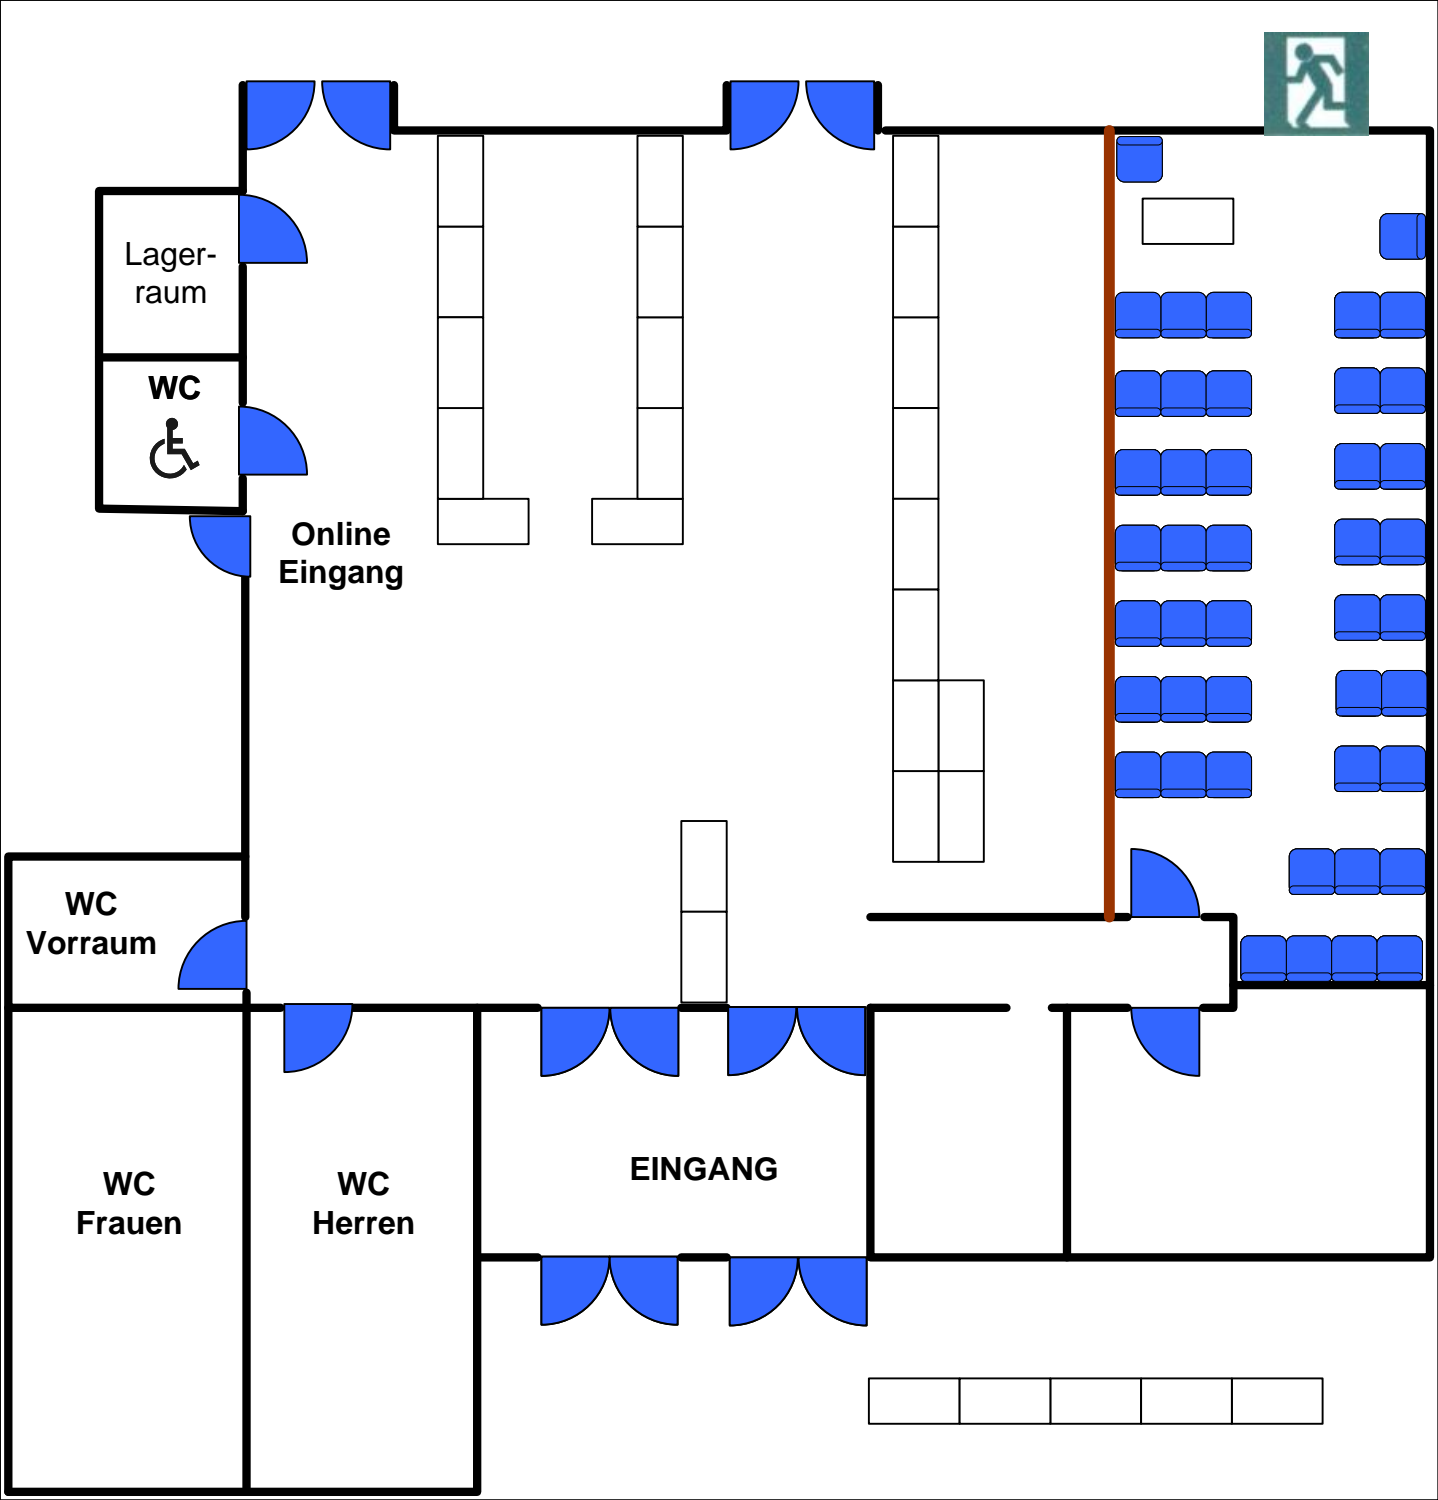 Lager-
raum
WC
Online
Eingang
WC
Vorraum
WC
Frauen
WC
Herren
EINGANG